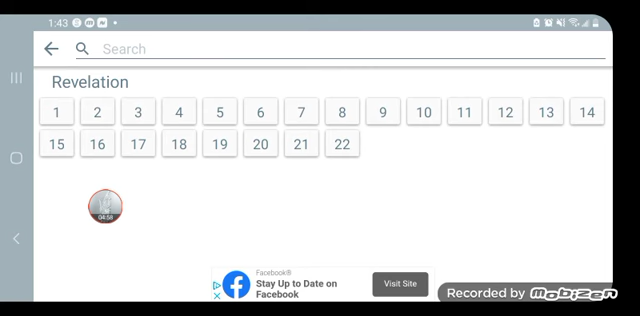 1:43
Search
Revelation
1 2 3 4 5 6 7 8 9 10 11 12 13 14
15 16 17 18 19 20 21 22
04:58
Facebook®
Stay Up to Date on
Facebook
Visit Site
Recorded by MOBIZEN